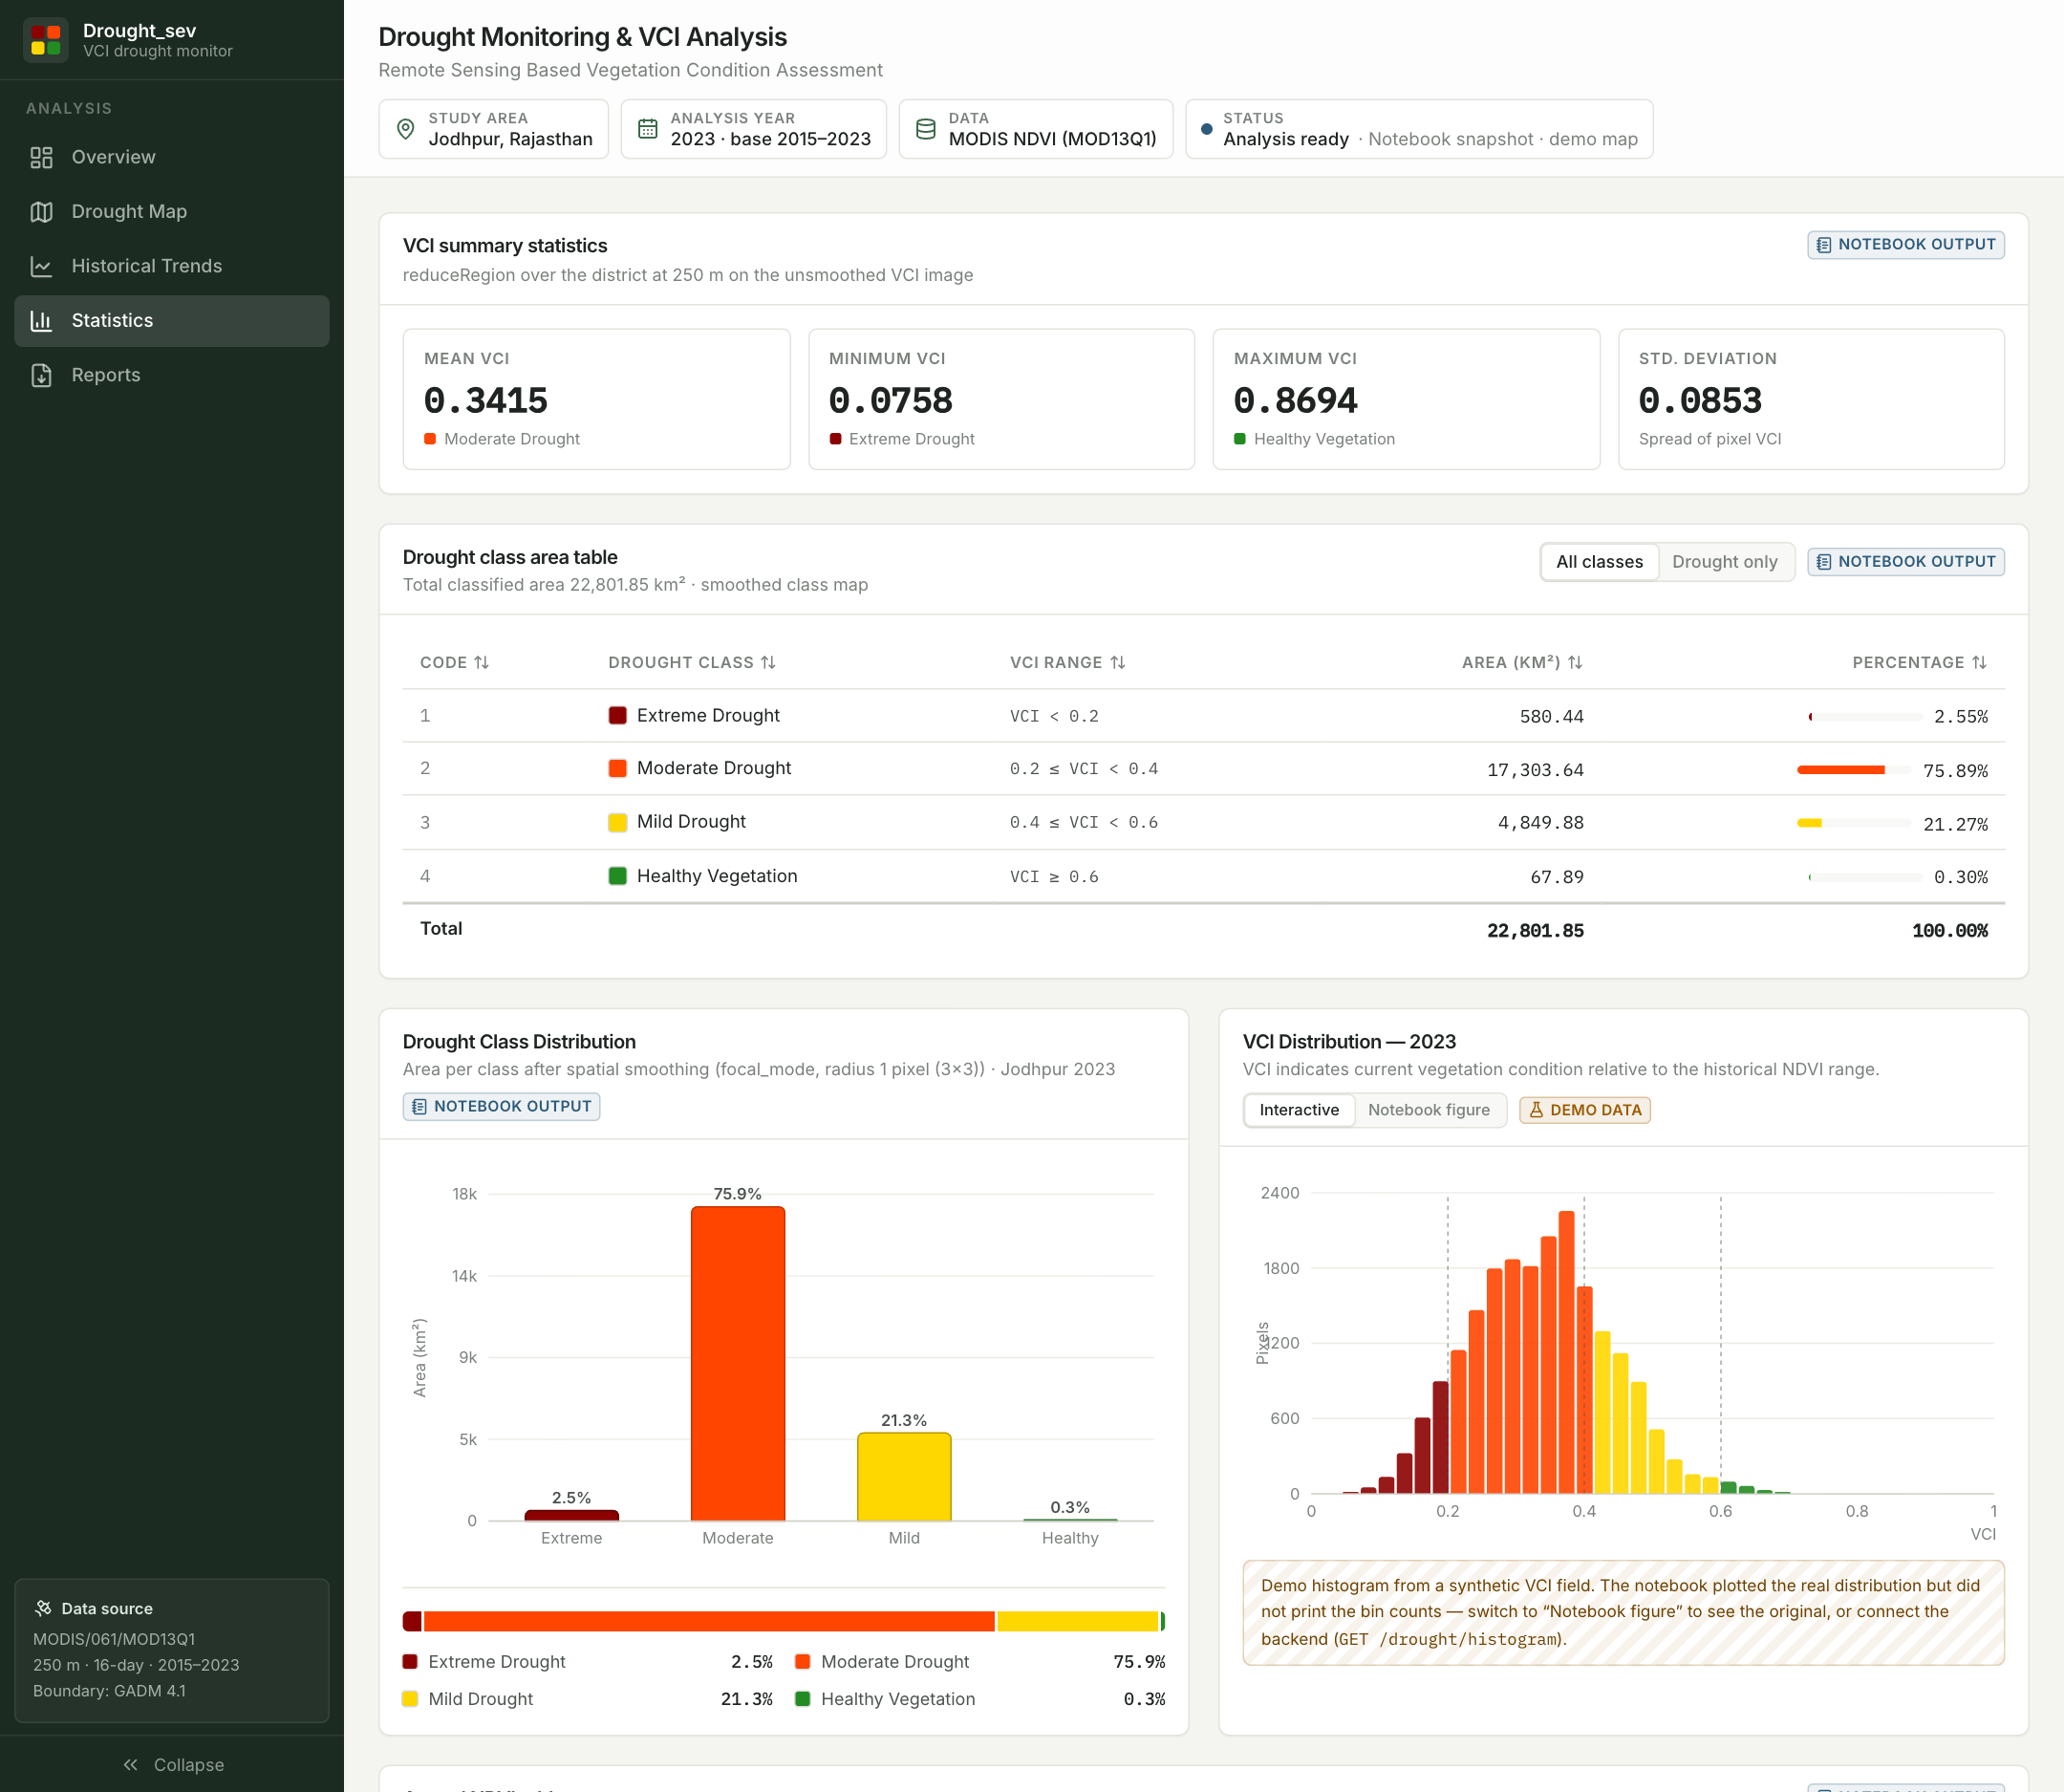 Drought_sev
VCI drought monitor
ANALYSIS
Overview
Drought Map
Historical Trends
Statistics
Reports
Data source
MODIS/061/MOD13Q1
250 m · 16-day · 2015–2023
Boundary: GADM 4.1
Collapse
Drought Monitoring & VCI Analysis
Remote Sensing Based Vegetation Condition Assessment
STUDY AREA
Jodhpur, Rajasthan
ANALYSIS YEAR
2023 · base 2015–2023
DATA
MODIS NDVI (MOD13Q1)
STATUS
Analysis ready · Notebook snapshot · demo map
VCI summary statistics
NOTEBOOK OUTPUT
reduceRegion over the district at 250 m on the unsmoothed VCI image
MEAN VCI
0.3415
Moderate Drought
MINIMUM VCI
0.0758
Extreme Drought
MAXIMUM VCI
0.8694
Healthy Vegetation
STD. DEVIATION
0.0853
Spread of pixel VCI
Drought class area table
Total classified area 22,801.85 km² · smoothed class map
All classes Drought only NOTEBOOK OUTPUT
CODE DROUGHT CLASS VCI RANGE AREA (KM²) PERCENTAGE
1 Extreme Drought VCI < 0.2 580.44 2.55%
2 Moderate Drought 0.2 ≤ VCI < 0.4 17,303.64 75.89%
3 Mild Drought 0.4 ≤ VCI < 0.6 4,849.88 21.27%
4 Healthy Vegetation VCI ≥ 0.6 67.89 0.30%
Total 22,801.85 100.00%
Drought Class Distribution
Area per class after spatial smoothing (focal_mode, radius 1 pixel (3×3)) · Jodhpur 2023
NOTEBOOK OUTPUT
Area (km²)
18k
14k
9k
5k
0
75.9%
21.3%
2.5%
0.3%
Extreme Moderate Mild Healthy
Extreme Drought 2.5% Moderate Drought 75.9%
Mild Drought 21.3% Healthy Vegetation 0.3%
VCI Distribution — 2023
VCI indicates current vegetation condition relative to the historical NDVI range.
Interactive Notebook figure DEMO DATA
Pixels
2400
1800
1200
600
0
0 0.2 0.4 0.6 0.8 1
VCI
Demo histogram from a synthetic VCI field. The notebook plotted the real distribution but did
not print the bin counts — switch to “Notebook figure” to see the original, or connect the
backend (GET /drought/histogram).